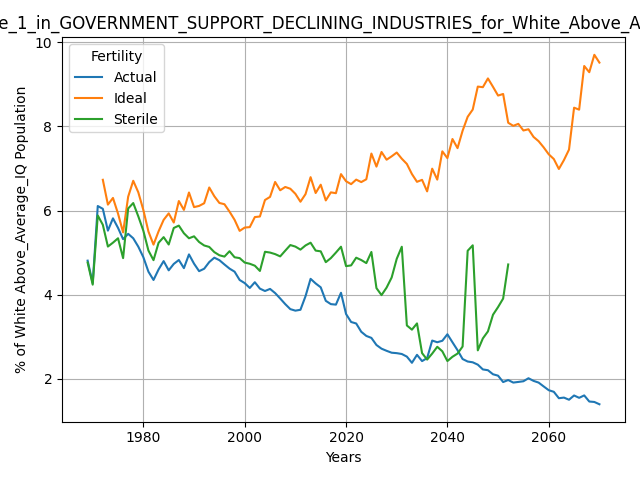 e_1_in_GOVERNMENT_SUPPORT_DECLINING_INDUSTRIES_for_White_Above_A
Fertility
Actual
Ideal
Sterile
% of White Above_Average_IQ Population
10
8
6
4
2
1980
2000
2020
2040
2060
Years